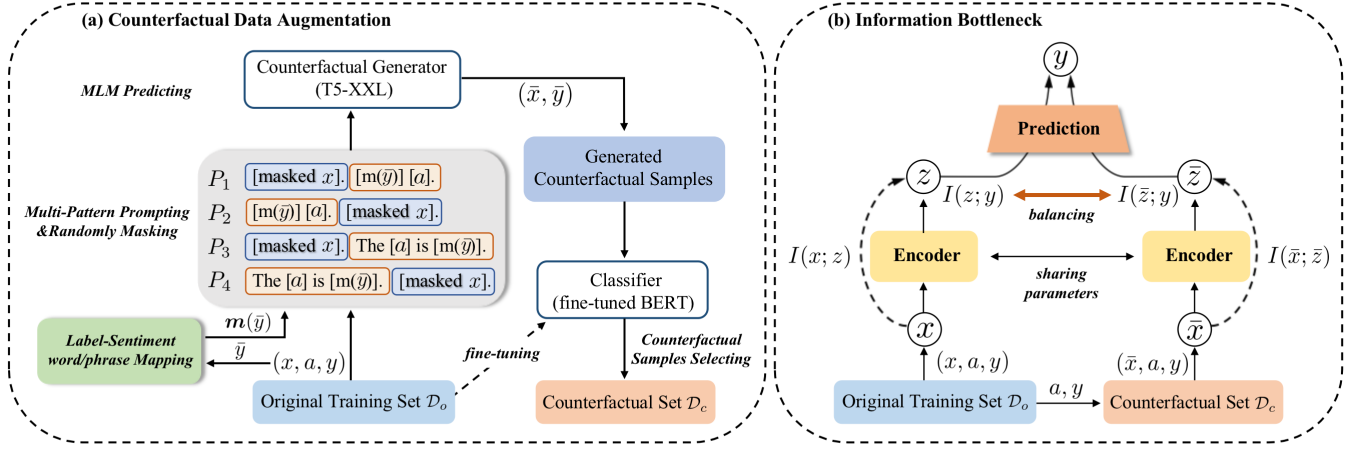 (a) Counterfactual Data Augmentation
MLM Predicting
Counterfactual Generator
(T5-XXL)
(x̄, ȳ)
Generated
Counterfactual Samples
Multi-Pattern Prompting
&Randomly Masking
P₁ [masked x]. [m(ȳ)] [a].
P₂ [m(ȳ)] [a]. [masked x].
P₃ [masked x]. The [a] is [m(ȳ)].
P₄ The [a] is [m(ȳ)]. [masked x].
Classifier
(fine-tuned BERT)
Label-Sentiment
word/phrase Mapping
m(ȳ)
ȳ
(x, a, y)
fine-tuning
Counterfactual
Samples Selecting
Original Training Set 𝒟ₒ
Counterfactual Set 𝒟_c
(b) Information Bottleneck
y
Prediction
z
z̄
I(z; y)
I(z̄; y)
balancing
I(x; z)
Encoder
Encoder
I(x̄; z̄)
sharing
parameters
x
x̄
(x, a, y)
(x̄, a, y)
Original Training Set 𝒟ₒ
a, y
Counterfactual Set 𝒟_c